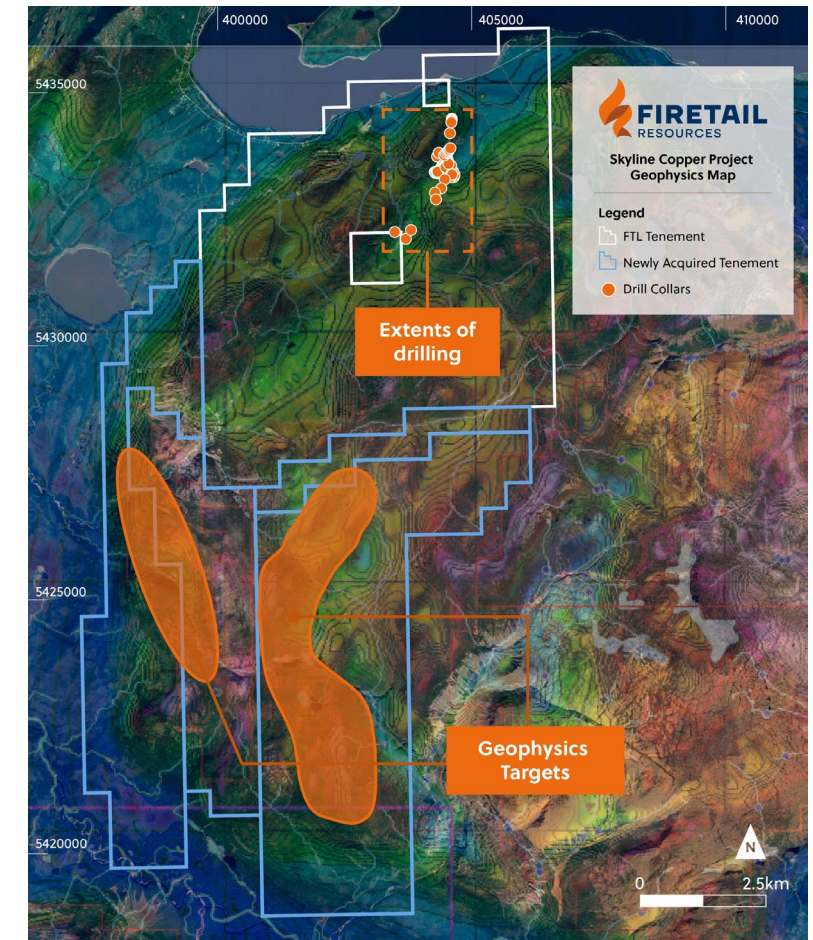 400000
405000
410000
5435000
FIRETAIL
RESOURCES
Skyline Copper Project
Geophysics Map
Legend
FTL Tenement
Newly Acquired Tenement
Drill Collars
5430000
Extents of
drilling
5425000
Geophysics
Targets
5420000
N
0
2.5km